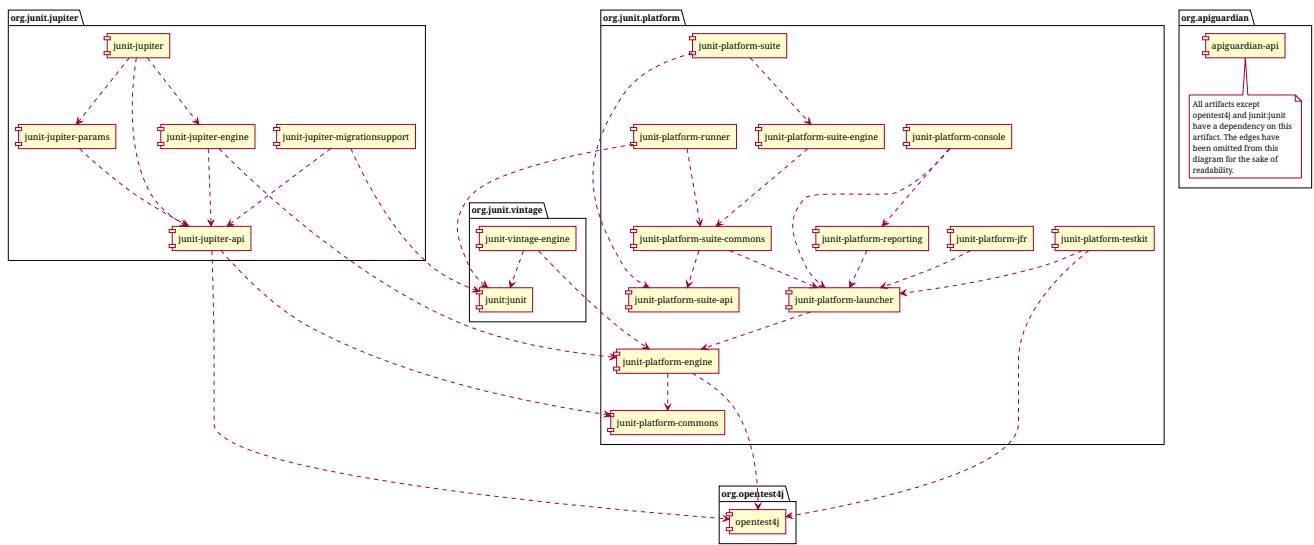 org.junit.jupiter
junit-jupiter
junit-jupiter-params
junit-jupiter-engine
junit-jupiter-migrationsupport
junit-jupiter-api
org.junit.vintage
junit-vintage-engine
junit:junit
org.junit.platform
junit-platform-suite
junit-platform-runner
junit-platform-suite-engine
junit-platform-console
junit-platform-suite-commons
junit-platform-reporting
junit-platform-jfr
junit-platform-testkit
junit-platform-suite-api
junit-platform-launcher
junit-platform-engine
junit-platform-commons
org.opentest4j
opentest4j
org.apiguardian
apiguardian-api
All artifacts except
opentest4j and junit:junit
have a dependency on this
artifact. The edges have
been omitted from this
diagram for the sake of
readability.